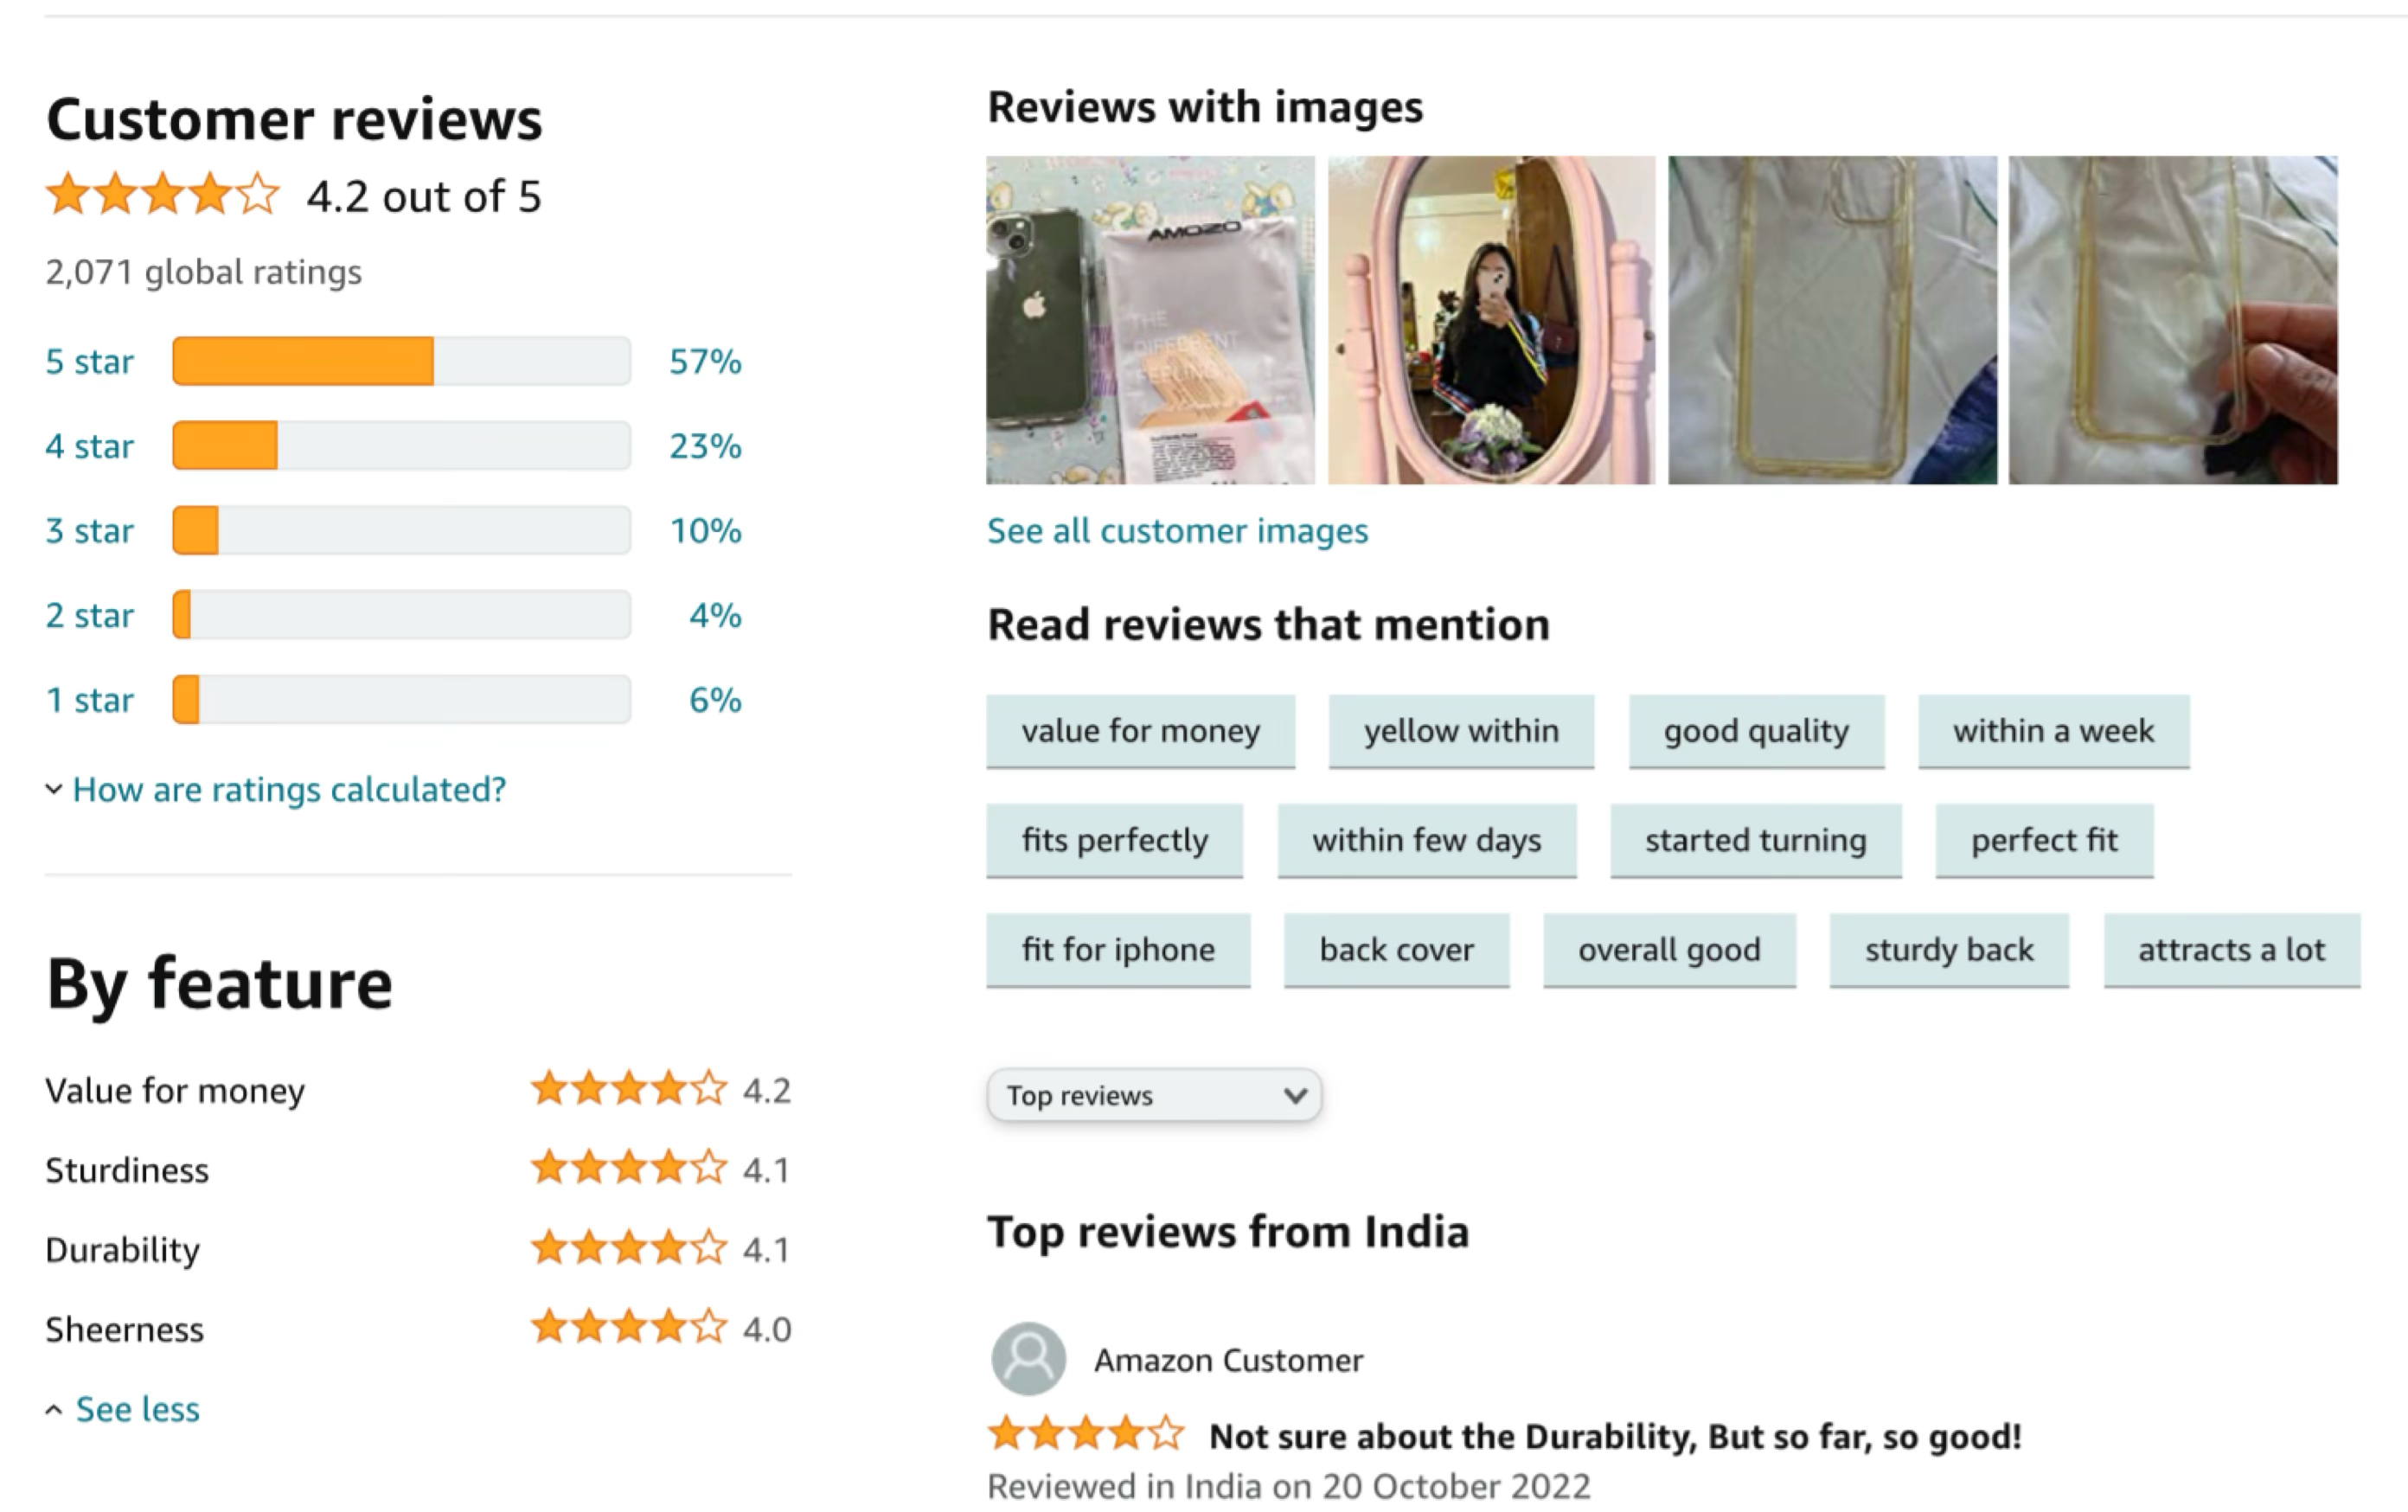 Customer reviews
4.2 out of 5
2,071 global ratings
5 star 57%
4 star 23%
3 star 10%
2 star 4%
1 star 6%
How are ratings calculated?
By feature
Value for money 4.2
Sturdiness 4.1
Durability 4.1
Sheerness 4.0
See less
Reviews with images
AMOZO
THE
DIFFERENT
See all customer images
Read reviews that mention
value for money yellow within good quality within a week
fits perfectly within few days started turning perfect fit
fit for iphone back cover overall good sturdy back attracts a lot
Top reviews
Top reviews from India
Amazon Customer
Not sure about the Durability, But so far, so good!
Reviewed in India on 20 October 2022